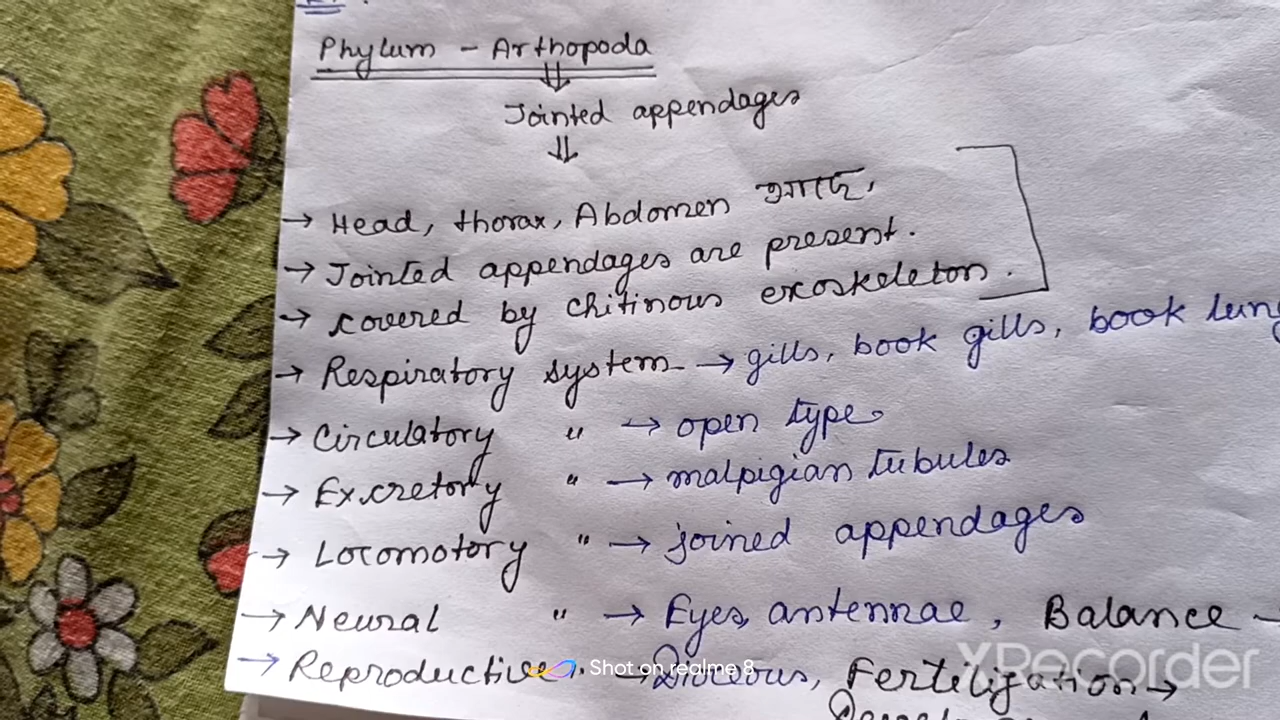 Phylum - Arthopoda
⇓
Jointed appendages
⇓
→ Head, thorax, Abdomen
→ Jointed appendages are present.
→ covered by chitinous exoskeleton.
→ Respiratory system → gills, book gills, book lung
→ Circulatory " → open type
→ Excretory " → malpigian tubules
→ Locomotory " → joined appendages
→ Neural " → Eyes, antennae, Balance -
→ Reproductive. → Dioreous, Fertilization →
Shot on realme 8
XRecorder